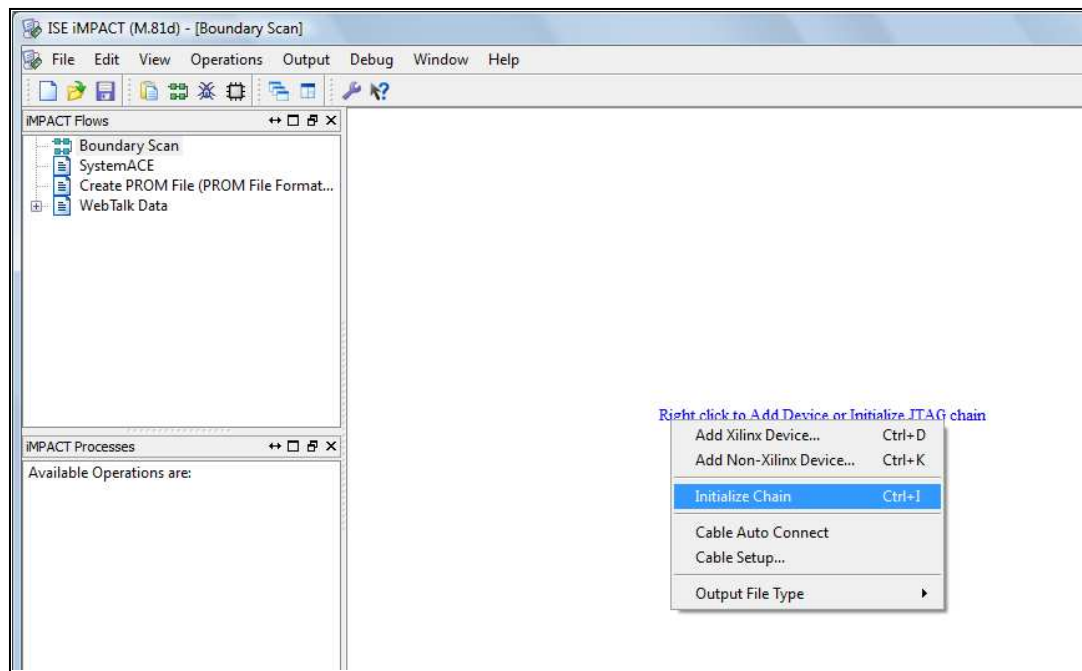 ISE iMPACT (M.81d) - [Boundary Scan]
File Edit View Operations Output Debug Window Help
iMPACT Flows
Boundary Scan
SystemACE
Create PROM File (PROM File Format...
WebTalk Data
Right click to Add Device or Initialize JTAG chain
Add Xilinx Device... Ctrl+D
Add Non-Xilinx Device... Ctrl+K
Initialize Chain Ctrl+I
Cable Auto Connect
Cable Setup...
Output File Type
iMPACT Processes
Available Operations are: